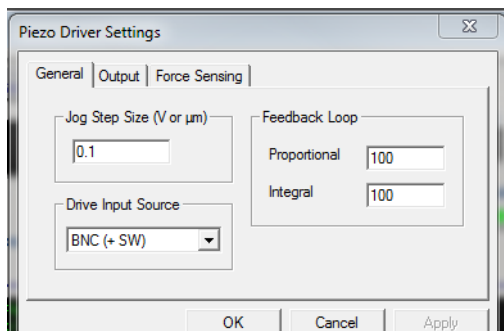 Piezo Driver Settings
General
Output
Force Sensing
Jog Step Size (V or µm)
0.1
Drive Input Source
BNC (+ SW)
Feedback Loop
Proportional 100
Integral 100
OK
Cancel
Apply